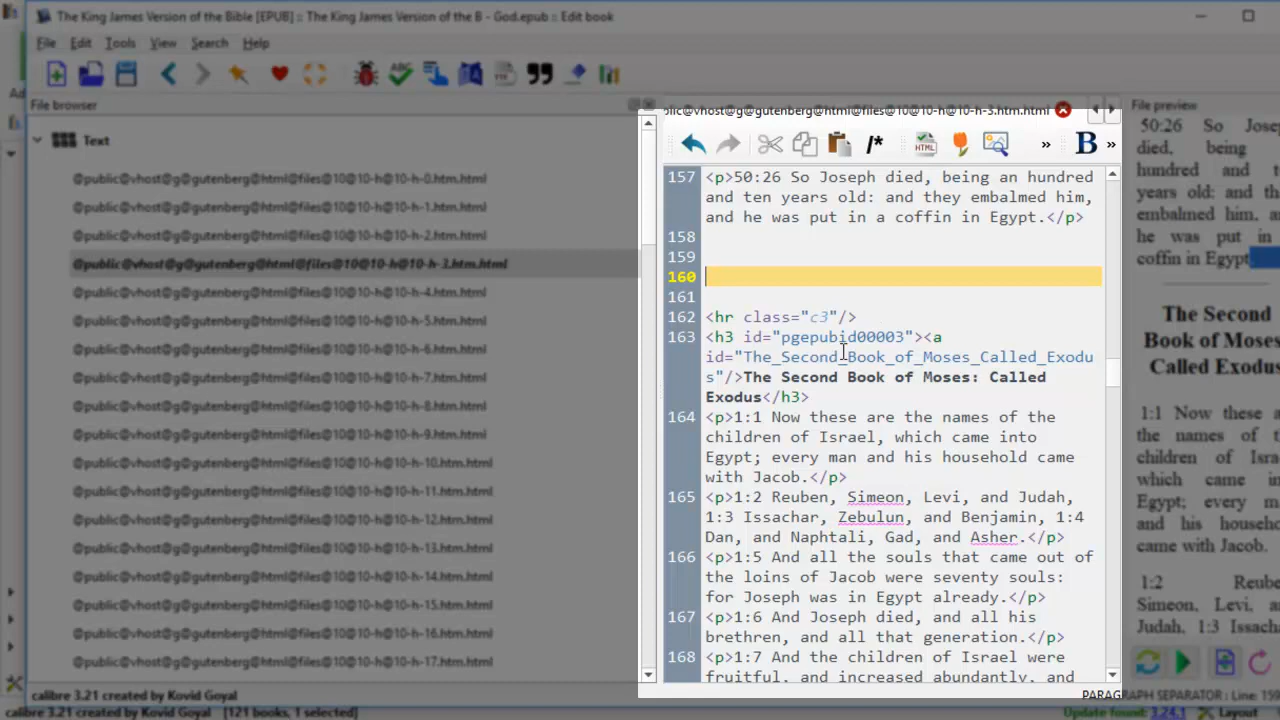 The King James Version of the Bible [EPUB] :: The King James Version of the B - God.epub :: Edit book
File Edit Tools View Search Help
File browser
Text
@public@vhost@g@gutenberg@html@files@10@10-h@10-h-0.htm.html
@public@vhost@g@gutenberg@html@files@10@10-h@10-h-1.htm.html
@public@vhost@g@gutenberg@html@files@10@10-h@10-h-2.htm.html
@public@vhost@g@gutenberg@html@files@10@10-h@10-h-3.htm.html
@public@vhost@g@gutenberg@html@files@10@10-h@10-h-4.htm.html
@public@vhost@g@gutenberg@html@files@10@10-h@10-h-5.htm.html
@public@vhost@g@gutenberg@html@files@10@10-h@10-h-6.htm.html
@public@vhost@g@gutenberg@html@files@10@10-h@10-h-7.htm.html
@public@vhost@g@gutenberg@html@files@10@10-h@10-h-8.htm.html
@public@vhost@g@gutenberg@html@files@10@10-h@10-h-9.htm.html
@public@vhost@g@gutenberg@html@files@10@10-h@10-h-10.htm.html
@public@vhost@g@gutenberg@html@files@10@10-h@10-h-11.htm.html
@public@vhost@g@gutenberg@html@files@10@10-h@10-h-12.htm.html
@public@vhost@g@gutenberg@html@files@10@10-h@10-h-13.htm.html
@public@vhost@g@gutenberg@html@files@10@10-h@10-h-14.htm.html
@public@vhost@g@gutenberg@html@files@10@10-h@10-h-15.htm.html
@public@vhost@g@gutenberg@html@files@10@10-h@10-h-16.htm.html
@public@vhost@g@gutenberg@html@files@10@10-h@10-h-17.htm.html
blic@vhost@g@gutenberg@html@files@10@10-h@10-h-3.htm.html
/* HTML » B »
157 <p>50:26 So Joseph died, being an hundred
and ten years old: and they embalmed him,
and he was put in a coffin in Egypt.</p>
158
159
160
161
162 <hr class="c3"/>
163 <h3 id="pgepubid00003"><a
id="The_Second_Book_of_Moses_Called_Exodu
s"/>The Second Book of Moses: Called
Exodus</h3>
164 <p>1:1 Now these are the names of the
children of Israel, which came into
Egypt; every man and his household came
with Jacob.</p>
165 <p>1:2 Reuben, Simeon, Levi, and Judah,
1:3 Issachar, Zebulun, and Benjamin, 1:4
Dan, and Naphtali, Gad, and Asher.</p>
166 <p>1:5 And all the souls that came out of
the loins of Jacob were seventy souls:
for Joseph was in Egypt already.</p>
167 <p>1:6 And Joseph died, and all his
brethren, and all that generation.</p>
168 <p>1:7 And the children of Israel were
fruitful, and increased abundantly, and
File preview
50:26 So Josep
died, being
hundred and t
years old: and th
embalmed him, a
he was put in
coffin in Egypt.
The Second
Book of Moses
Called Exodus
1:1 Now these a
the names of t
children of Isra
which came i
Egypt; every m
and his househo
came with Jacob.
1:2 Reube
Simeon, Levi, a
Judah, 1:3 Issacha
PARAGRAPH SEPARATOR : Line: 159
calibre 3.21 created by Kovid Goyal
calibre 3.21 created by Kovid Goyal [121 books, 1 selected]
Update found: 3.24.1 Layout